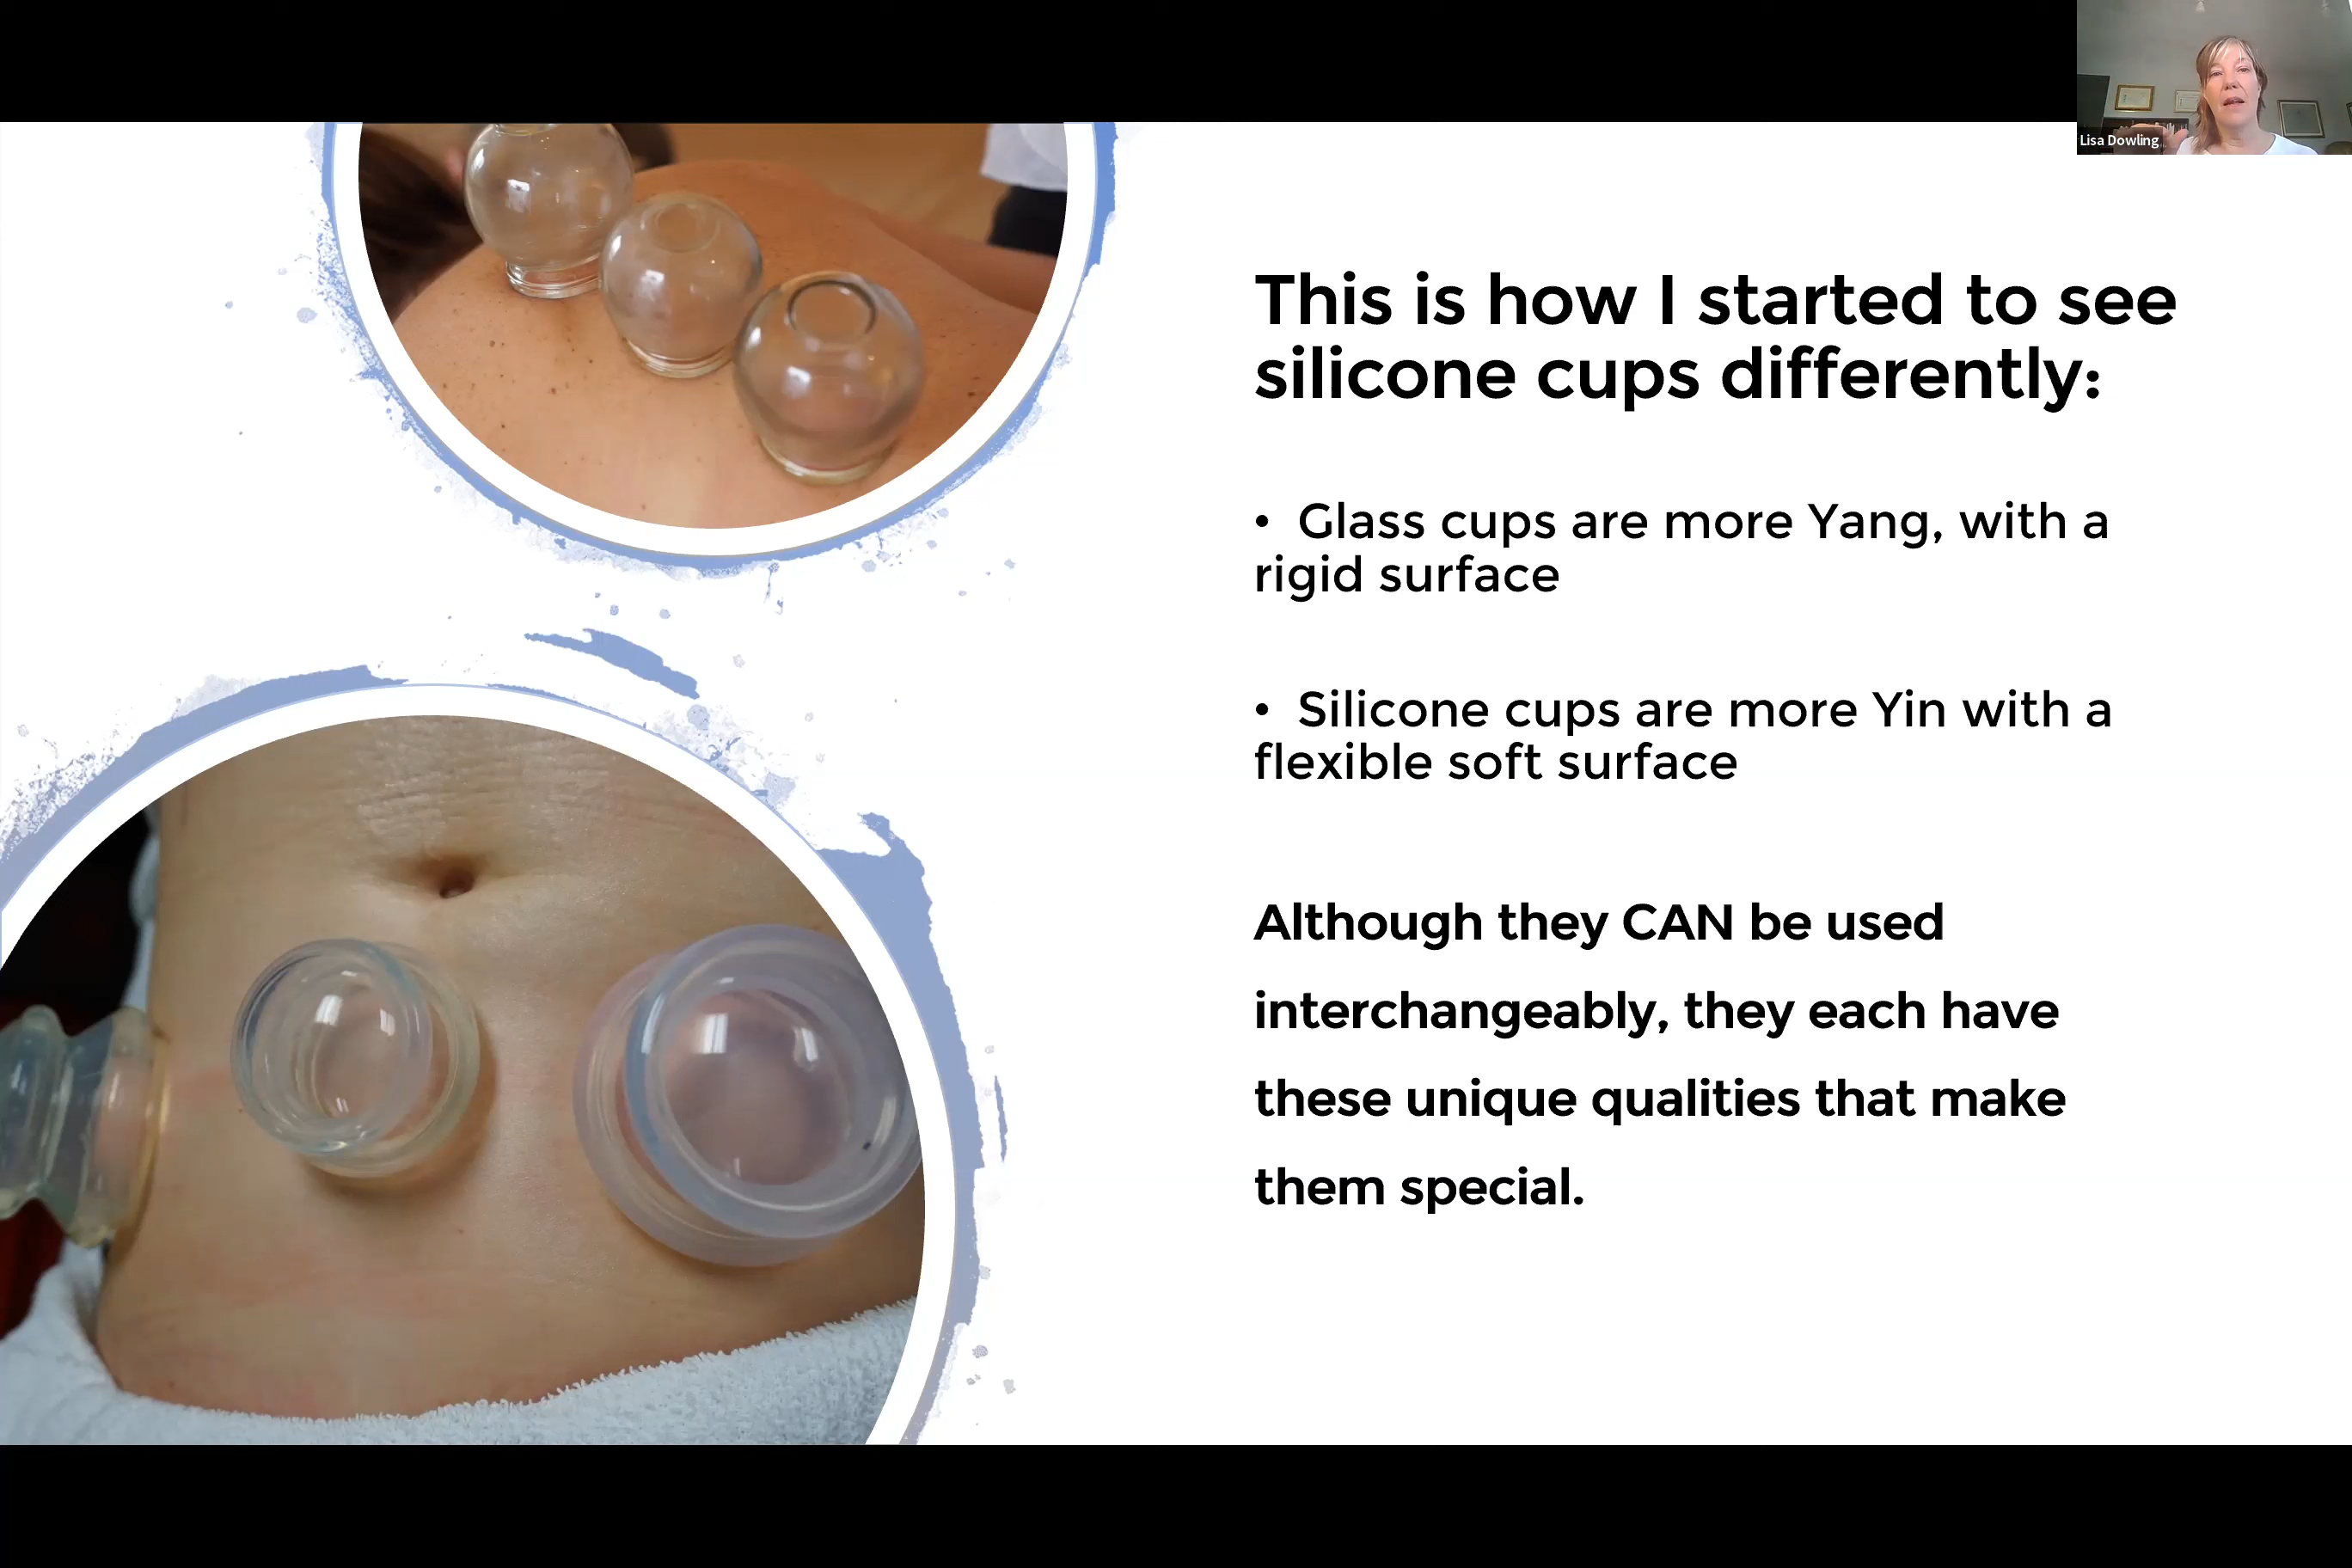 Lisa Dowling
This is how I started to see
silicone cups differently:
• Glass cups are more Yang, with a
rigid surface
• Silicone cups are more Yin with a
flexible soft surface
Although they CAN be used
interchangeably, they each have
these unique qualities that make
them special.